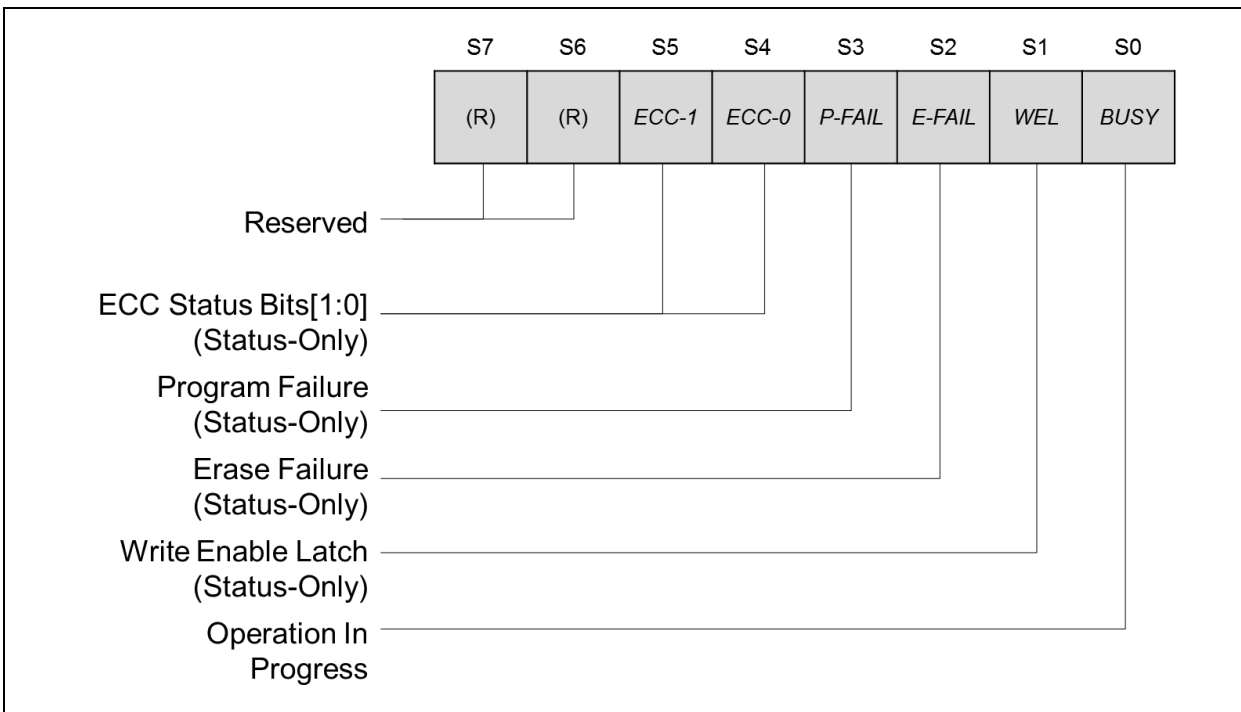 S7 S6 S5 S4 S3 S2 S1 S0
(R) (R) ECC-1 ECC-0 P-FAIL E-FAIL WEL BUSY
Reserved
ECC Status Bits[1:0]
(Status-Only)
Program Failure
(Status-Only)
Erase Failure
(Status-Only)
Write Enable Latch
(Status-Only)
Operation In
Progress